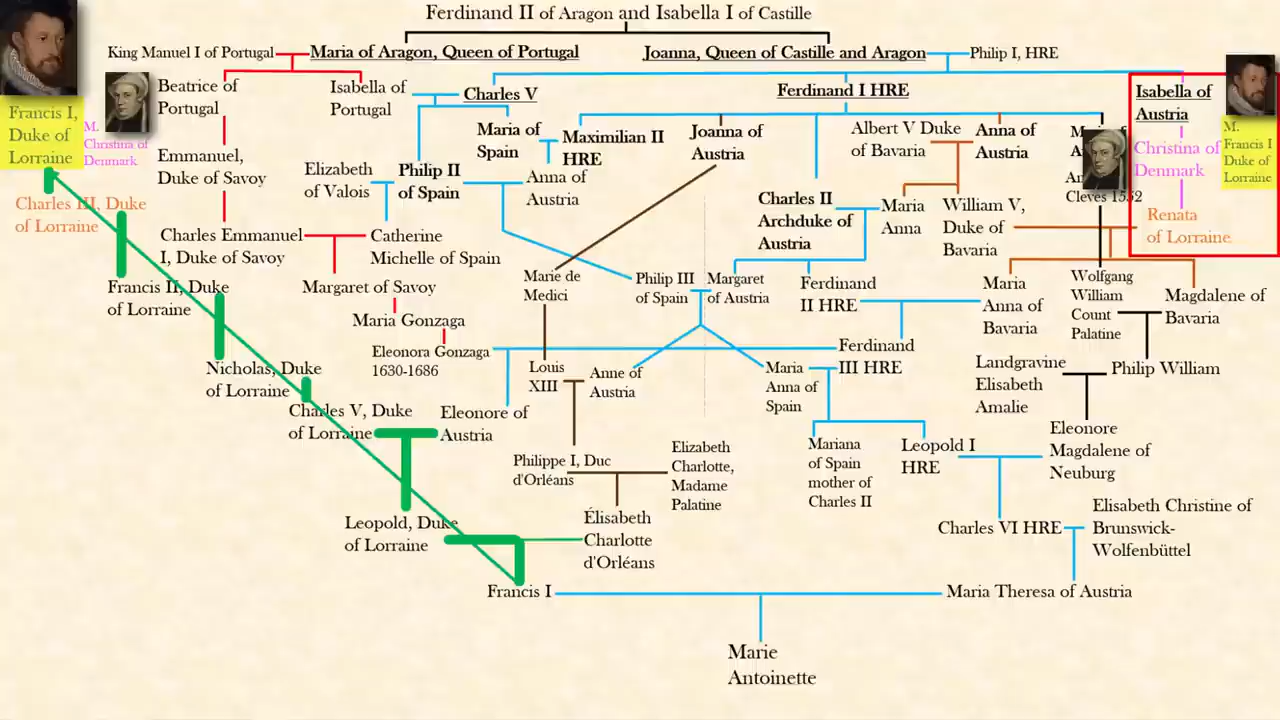 Ferdinand II of Aragon and Isabella I of Castille
King Manuel I of Portugal
Maria of Aragon, Queen of Portugal
Joanna, Queen of Castille and Aragon
Philip I, HRE
Beatrice of
Portugal
Isabella of
Portugal
Charles V
Ferdinand I HRE
Isabella of
Austria
Francis I,
Duke of
Lorraine
M.
Christina of
Denmark
Maria of
Spain
Maximilian II
HRE
Joanna of
Austria
Albert V Duke
of Bavaria
Anna of
Austria
Christina of
Denmark
M.
Francis I
Duke of
Lorraine
Emmanuel,
Duke of Savoy
Elizabeth
of Valois
Philip II
of Spain
Anna of
Austria
Cleves 1552
Charles III, Duke
of Lorraine
Charles II
Archduke of
Austria
Maria
Anna
William V,
Duke of
Bavaria
Renata
of Lorraine
Charles Emmanuel
I, Duke of Savoy
Catherine
Michelle of Spain
Francis II, Duke
of Lorraine
Margaret of Savoy
Marie de
Medici
Philip III
of Spain
Margaret
of Austria
Ferdinand
II HRE
Maria
Anna of
Bavaria
Wolfgang
William
Count
Palatine
Magdalene of
Bavaria
Maria Gonzaga
Eleonora Gonzaga
1630-1686
Ferdinand
III HRE
Nicholas, Duke
of Lorraine
Louis
XIII
Anne of
Austria
Maria
Anna of
Spain
Landgravine
Elisabeth
Amalie
Philip William
Charles V, Duke
of Lorraine
Eleonore of
Austria
Eleonore
Magdalene of
Neuburg
Philippe I, Duc
d'Orléans
Elizabeth
Charlotte,
Madame
Palatine
Mariana
of Spain
mother of
Charles II
Leopold I
HRE
Leopold, Duke
of Lorraine
Élisabeth
Charlotte
d'Orléans
Charles VI HRE
Elisabeth Christine of
Brunswick-
Wolfenbüttel
Francis I
Maria Theresa of Austria
Marie
Antoinette